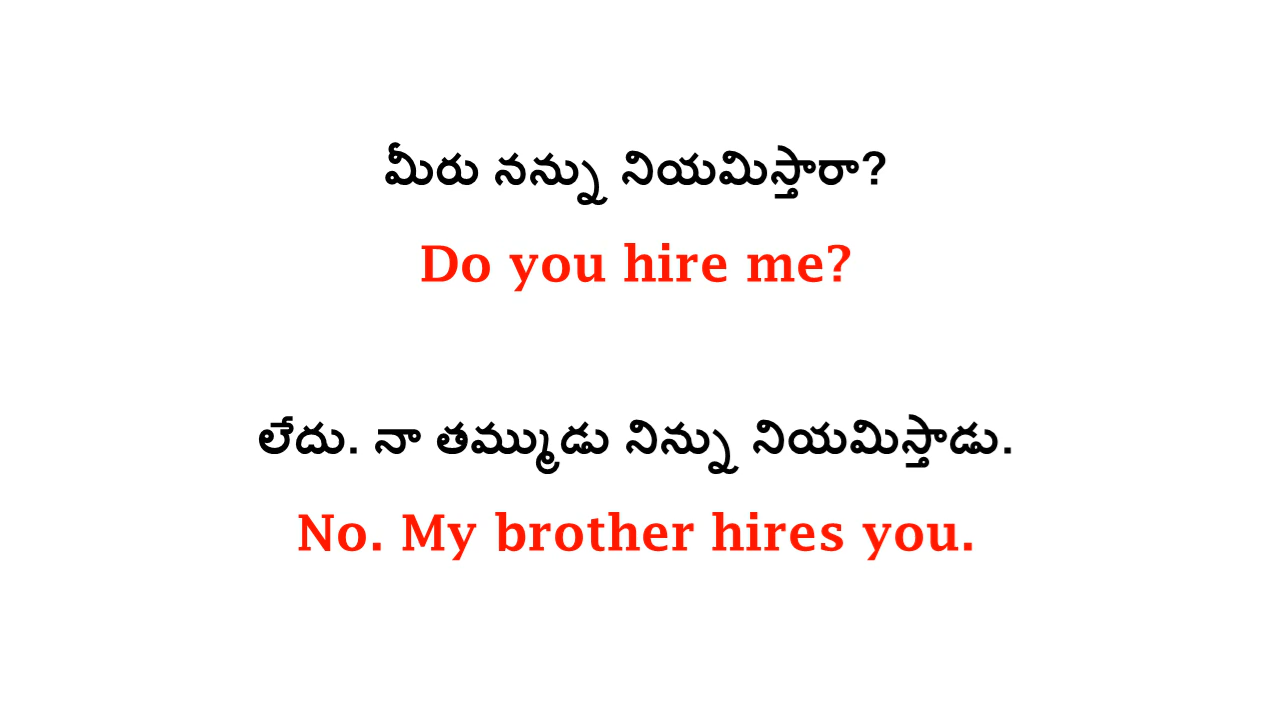 మీరు నన్ను నియమిస్తారా?
Do you hire me?
లేదు. నా తమ్ముడు నిన్ను నియమిస్తాడు.
No. My brother hires you.